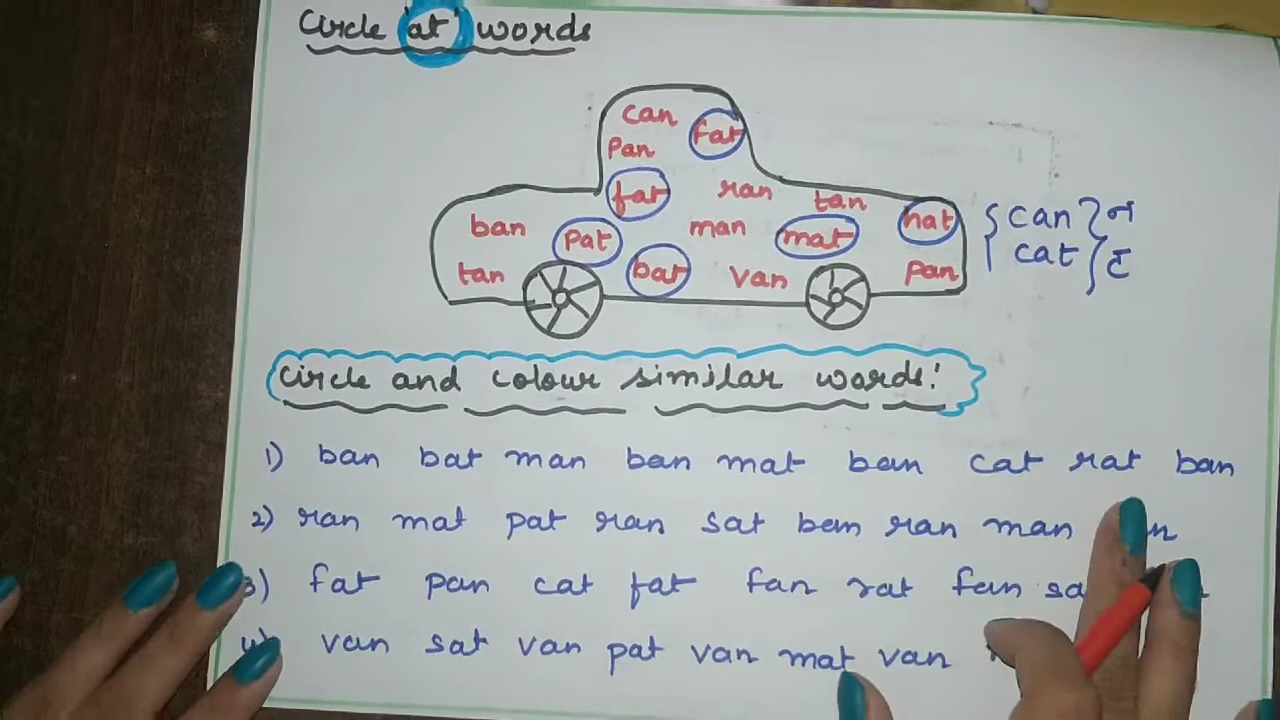 Circle 'at' words
can fat
Pan
fat ran tan hat
ban Pat man mat
tan bat van pan
can ન
cat ટ
circle and colour similar words:
1) ban bat man ban mat ban cat rat ban
2) ran mat pat ran sat ban ran man
3) fat pan cat fat fan rat fan
4) van sat van pat van mat van